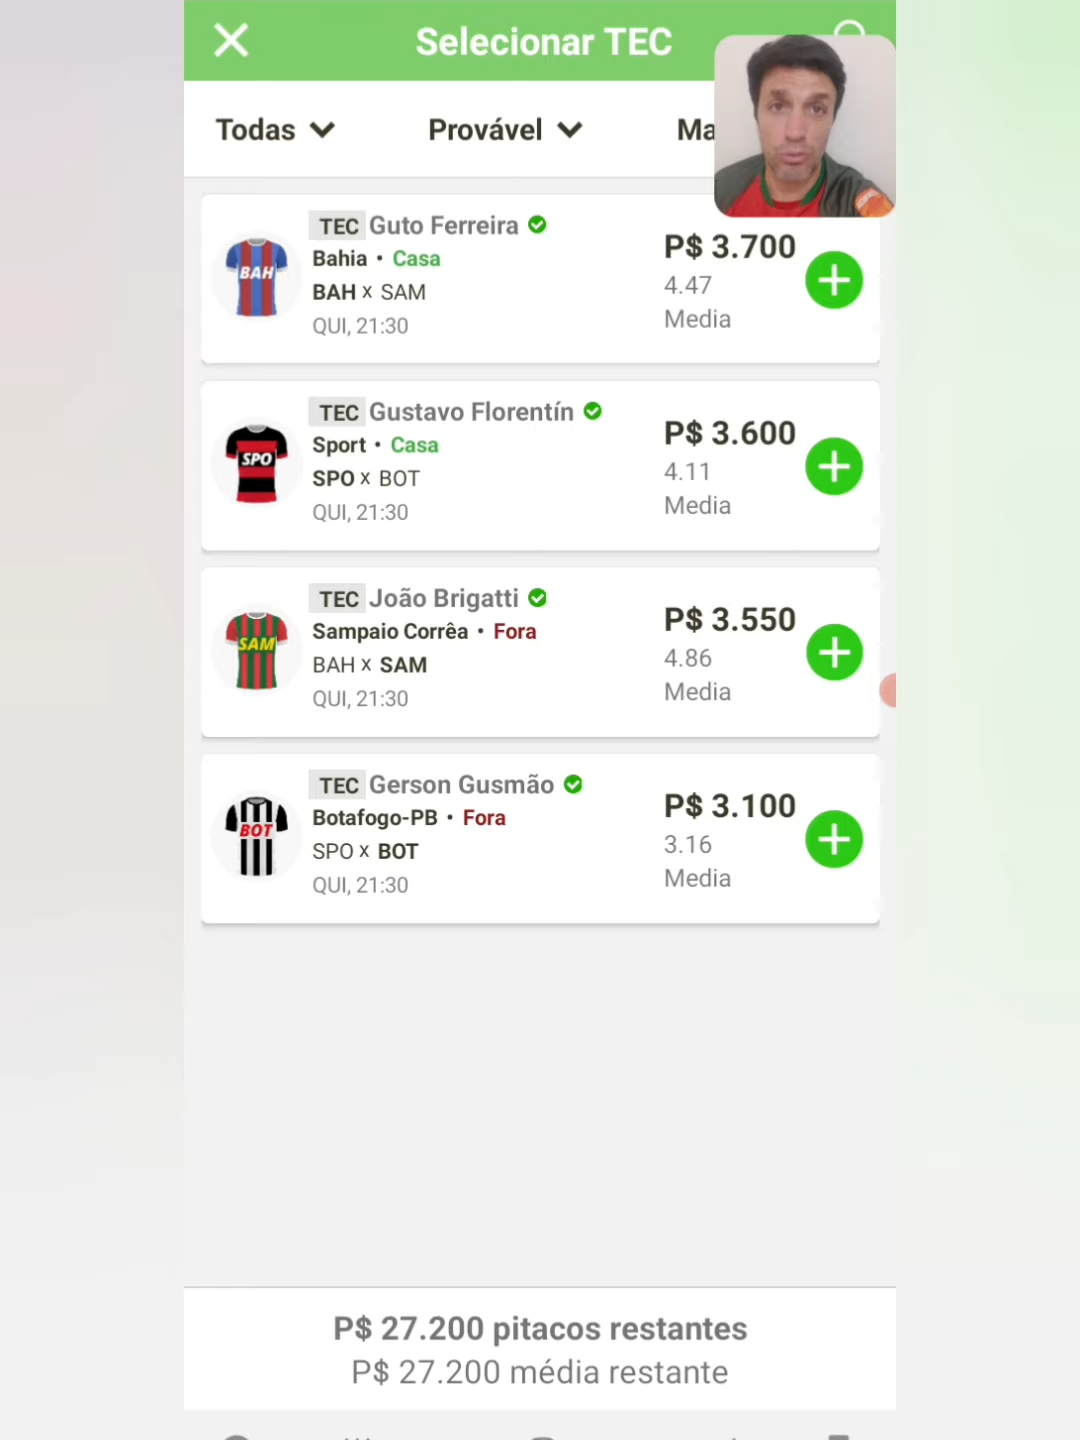 Selecionar TEC
Todas
Provável
Ma
TEC Guto Ferreira
Bahia • Casa
BAH x SAM
QUI, 21:30
P$ 3.700
4.47
Media
BAH
TEC Gustavo Florentín
Sport • Casa
SPO x BOT
QUI, 21:30
P$ 3.600
4.11
Media
SPO
TEC João Brigatti
Sampaio Corrêa • Fora
BAH x SAM
QUI, 21:30
P$ 3.550
4.86
Media
SAM
TEC Gerson Gusmão
Botafogo-PB • Fora
SPO x BOT
QUI, 21:30
P$ 3.100
3.16
Media
BOT
P$ 27.200 pitacos restantes
P$ 27.200 média restante